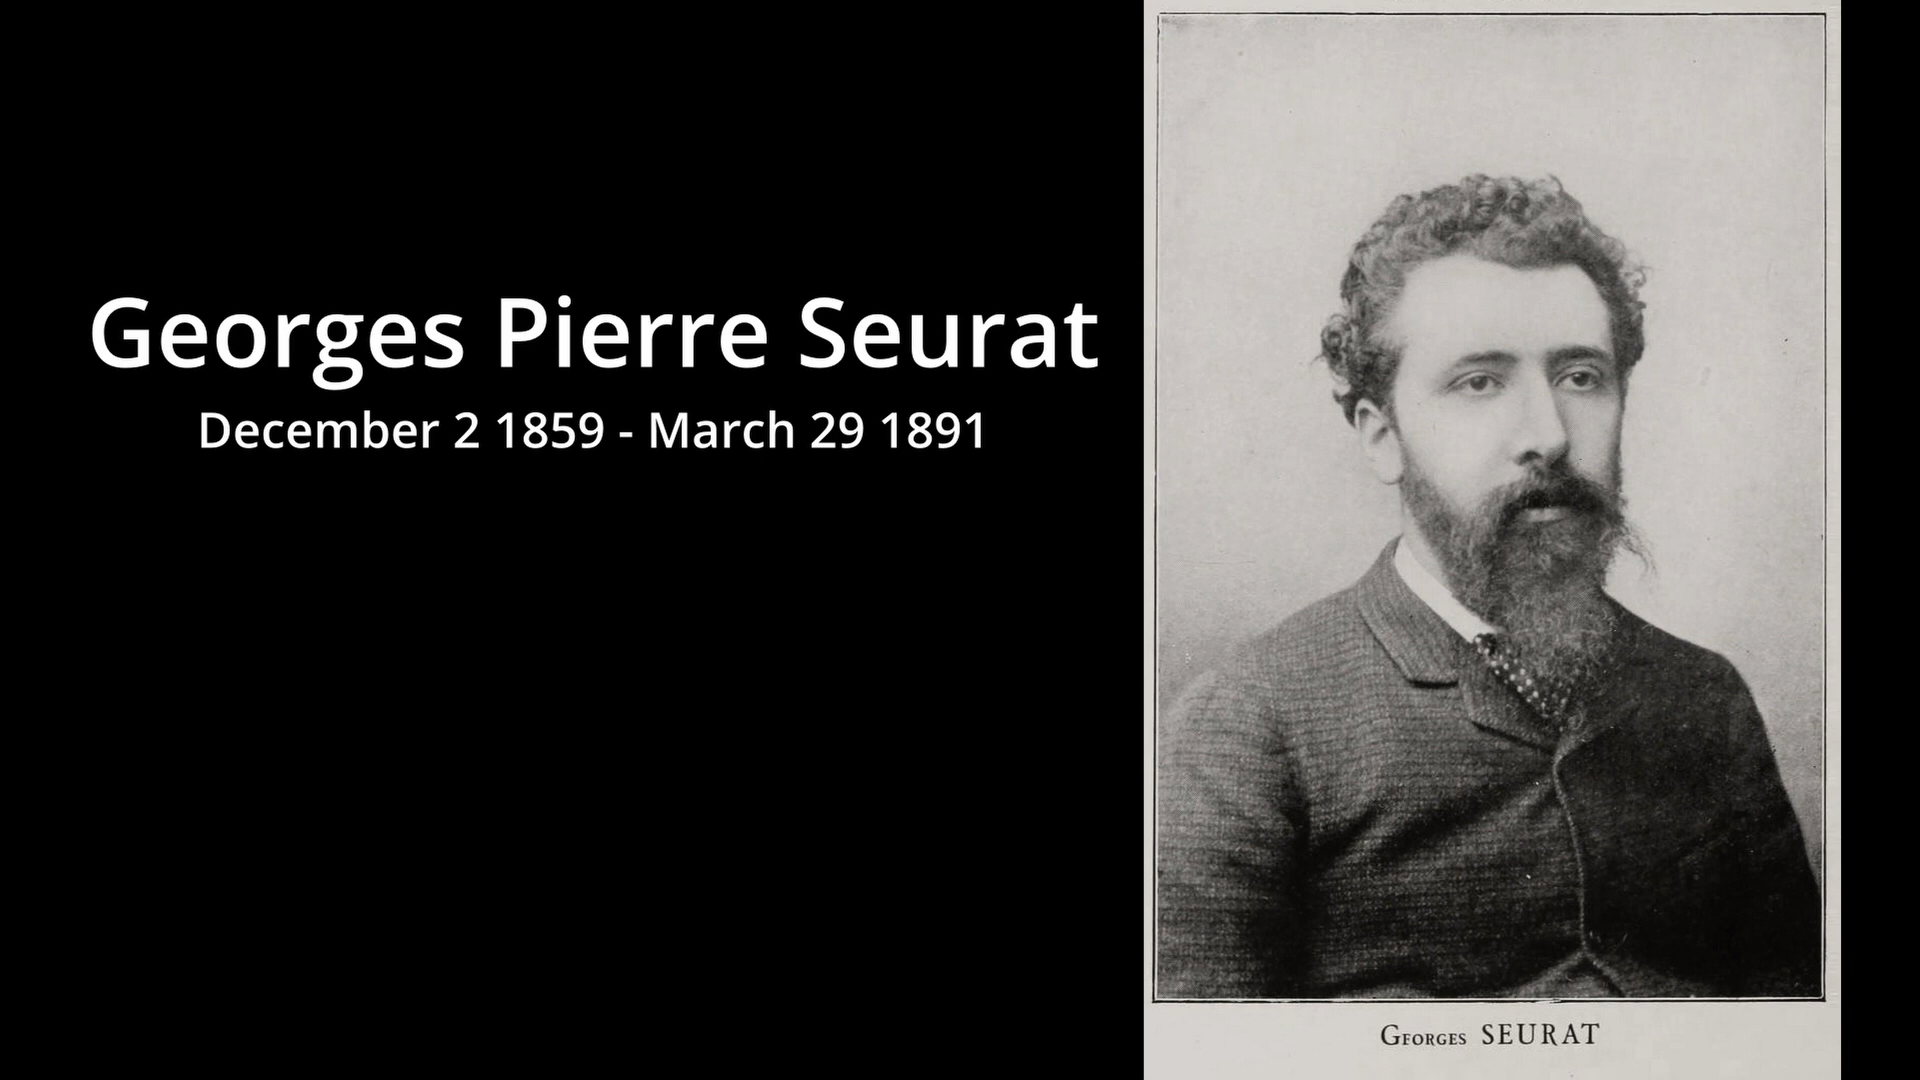 Georges Pierre Seurat
December 2 1859 - March 29 1891
Georges SEURAT